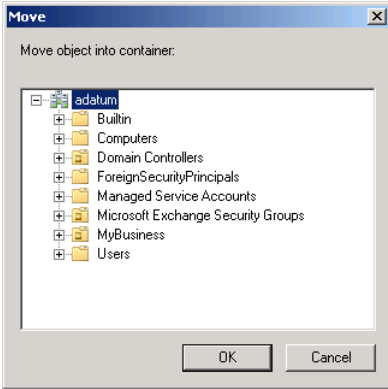 Move
Move object into container:
adatum
Builtin
Computers
Domain Controllers
ForeignSecurityPrincipals
Managed Service Accounts
Microsoft Exchange Security Groups
MyBusiness
Users
OK Cancel